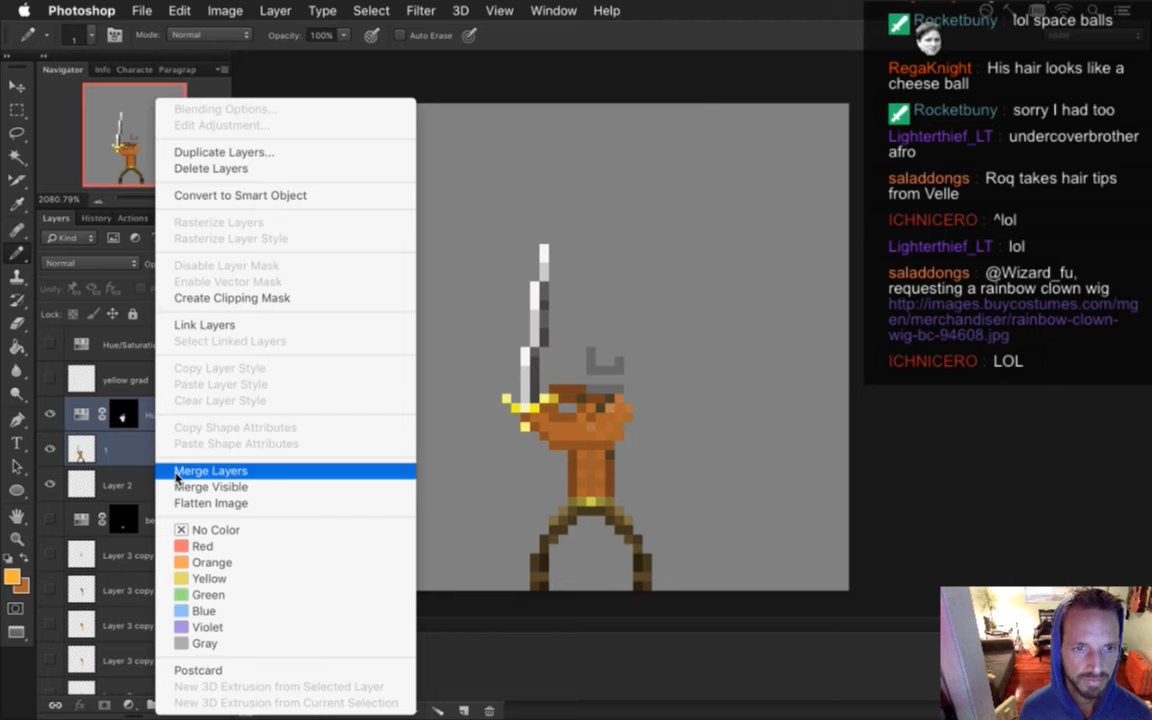 Photoshop File Edit Image Layer Type Select Filter 3D View Window Help
1 Mode: Normal Opacity: 100% Auto Erase
Navigator Info Characte Paragrap
2080.79%
Layers History Actions
Kind
Normal
Unify:
Lock:
Hue/Saturatio
yellow grad
1
Layer 2
be
Layer 3 copy
Layer 3 copy
Layer 3 copy
Layer 3 copy
fx
Blending Options...
Edit Adjustment...
Duplicate Layers...
Delete Layers
Convert to Smart Object
Rasterize Layers
Rasterize Layer Style
Disable Layer Mask
Enable Vector Mask
Create Clipping Mask
Link Layers
Select Linked Layers
Copy Layer Style
Paste Layer Style
Clear Layer Style
Copy Shape Attributes
Paste Shape Attributes
Merge Layers
Merge Visible
Flatten Image
No Color
Red
Orange
Yellow
Green
Blue
Violet
Gray
Postcard
New 3D Extrusion from Selected Layer
New 3D Extrusion from Current Selection
Rocketbuny : lol space balls
RegaKnight : His hair looks like a
cheese ball
Rocketbuny : sorry I had too
Lighterthief_LT : undercoverbrother
afro
saladdongs : Roq takes hair tips
from Velle
ICHNICERO : ^lol
Lighterthief_LT : lol
saladdongs : @Wizard_fu,
requesting a rainbow clown wig
http://images.buycostumes.com/mg
en/merchandiser/rainbow-clown-
wig-bc-94608.jpg
ICHNICERO : LOL